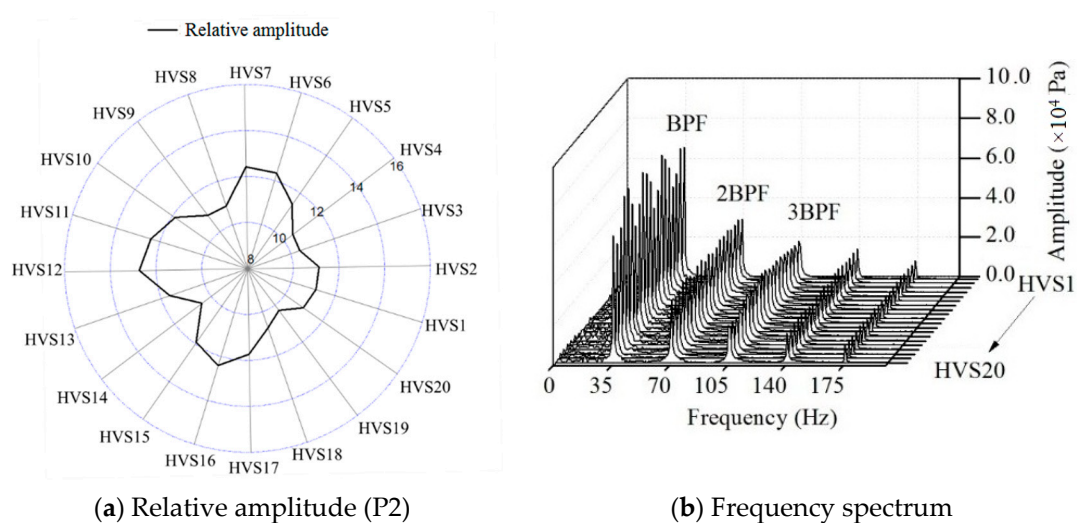 Relative amplitude
HVS7
HVS8
HVS6
HVS9
HVS5
HVS10
HVS4
16
14
HVS11
12
HVS3
10
8
HVS12
HVS2
HVS13
HVS1
HVS14
HVS20
HVS15
HVS19
HVS16
HVS18
HVS17
(a) Relative amplitude (P2)
10.0
8.0
6.0
4.0
2.0
0.0
Amplitude (×10⁴ Pa)
BPF
2BPF
3BPF
HVS1
HVS20
0 35 70 105 140 175
Frequency (Hz)
(b) Frequency spectrum